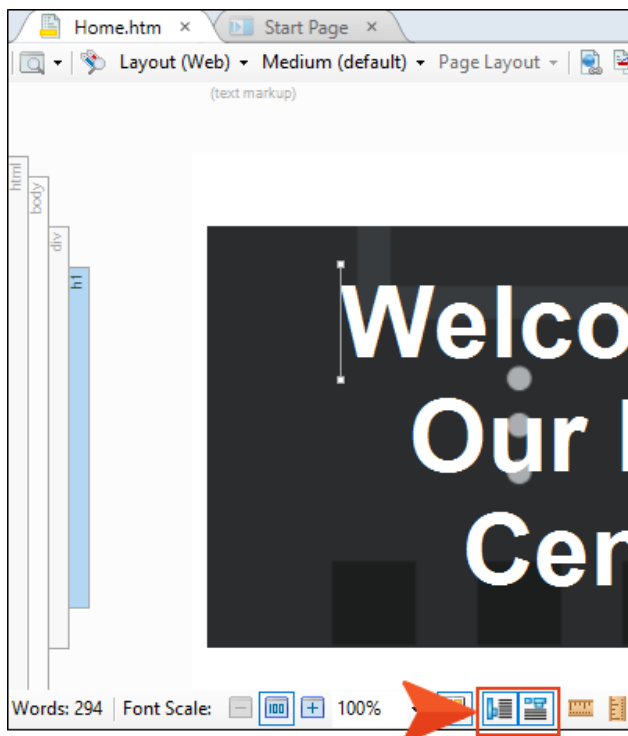 Home.htm × Start Page ×
Layout (Web) Medium (default) Page Layout
(text markup)
html
body
div
h1
Welco
Our
Cen
Words: 294 Font Scale: 100 100%